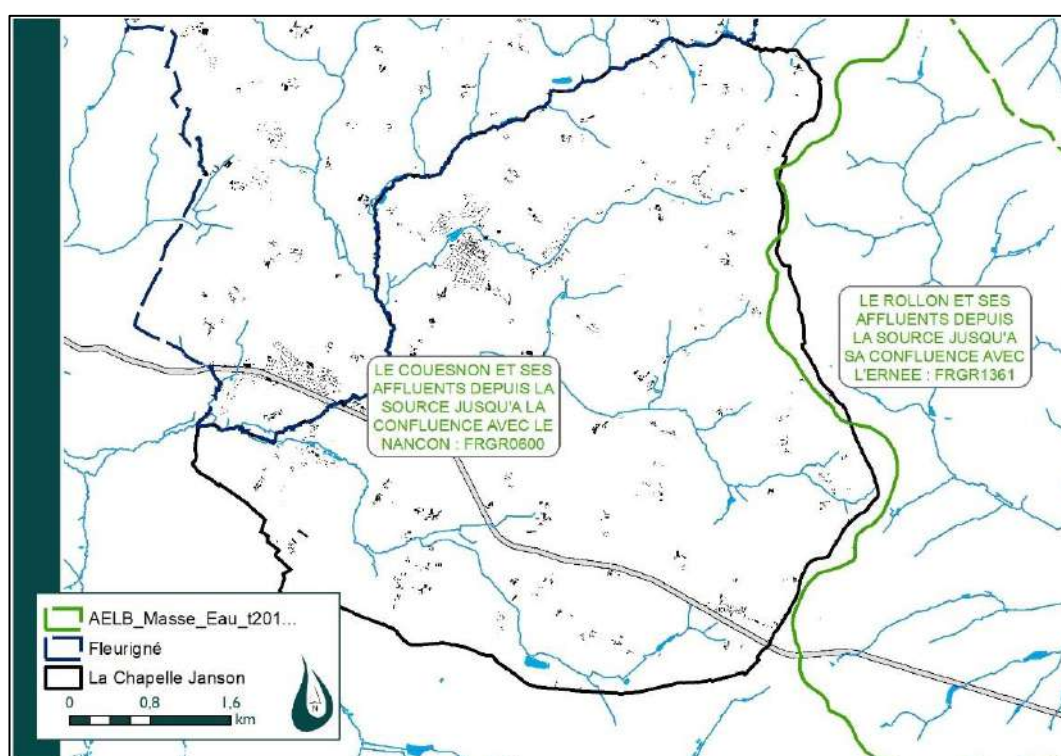 LE ROLLON ET SES
AFFLUENTS DEPUIS
LA SOURCE JUSQU'A
SA CONFLUENCE AVEC
L'ERNEE : FRGR1361
LE COUESNON ET SES
AFFLUENTS DEPUIS LA
SOURCE JUSQU'A LA
CONFLUENCE AVEC LE
NANCON : FRGR0600
AELB_Masse_Eau_t201...
Fleurigné
La Chapelle Janson
0 0,8 1,6
km
N